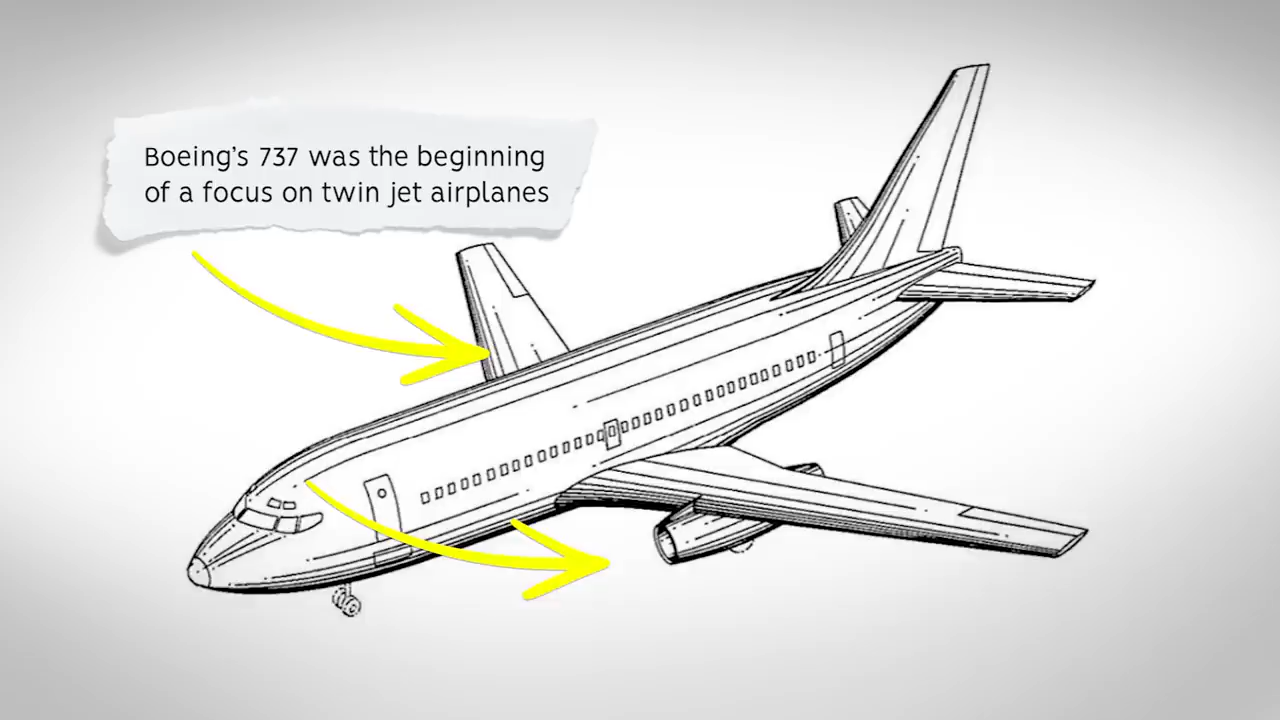 Boeing's 737 was the beginning
of a focus on twin jet airplanes